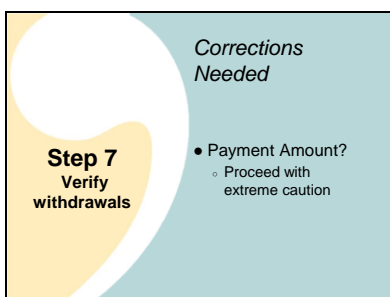 Corrections
Needed
Step 7
Verify
withdrawals
● Payment Amount?
○ Proceed with
extreme caution